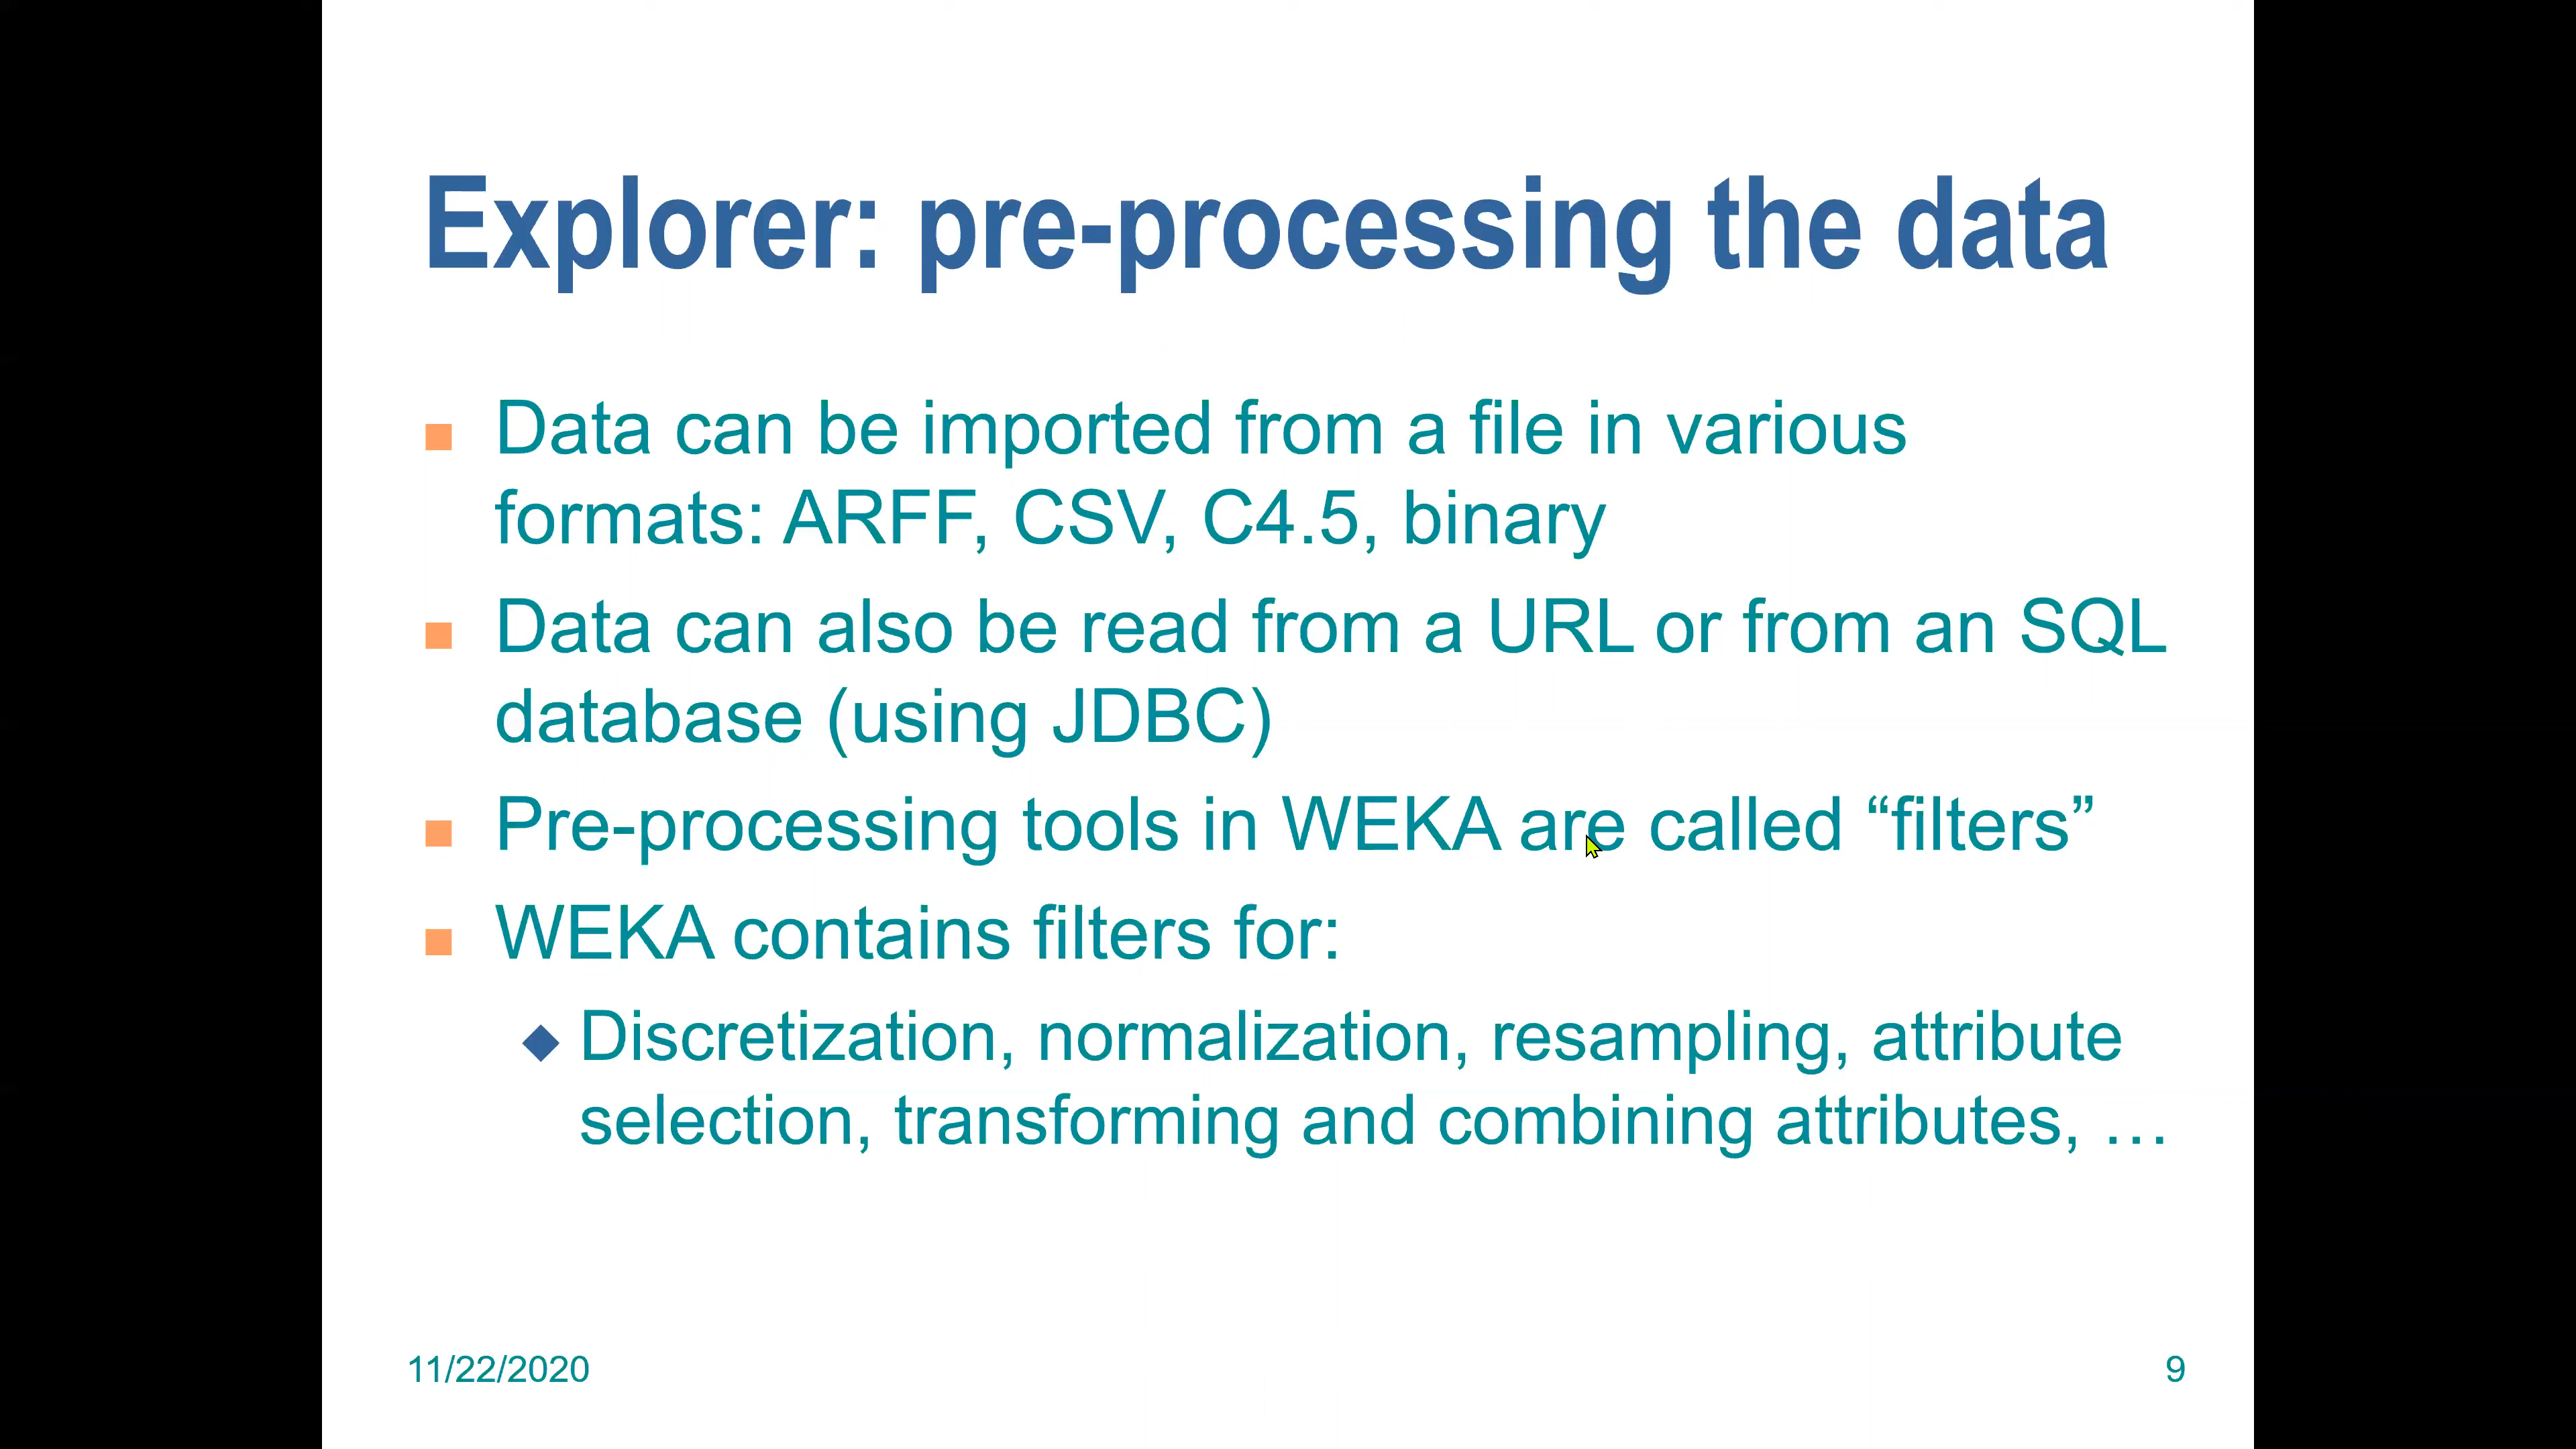 Explorer: pre-processing the data
Data can be imported from a file in various
formats: ARFF, CSV, C4.5, binary
Data can also be read from a URL or from an SQL
database (using JDBC)
Pre-processing tools in WEKA are called “filters”
WEKA contains filters for:
Discretization, normalization, resampling, attribute
selection, transforming and combining attributes, …
11/22/2020
9